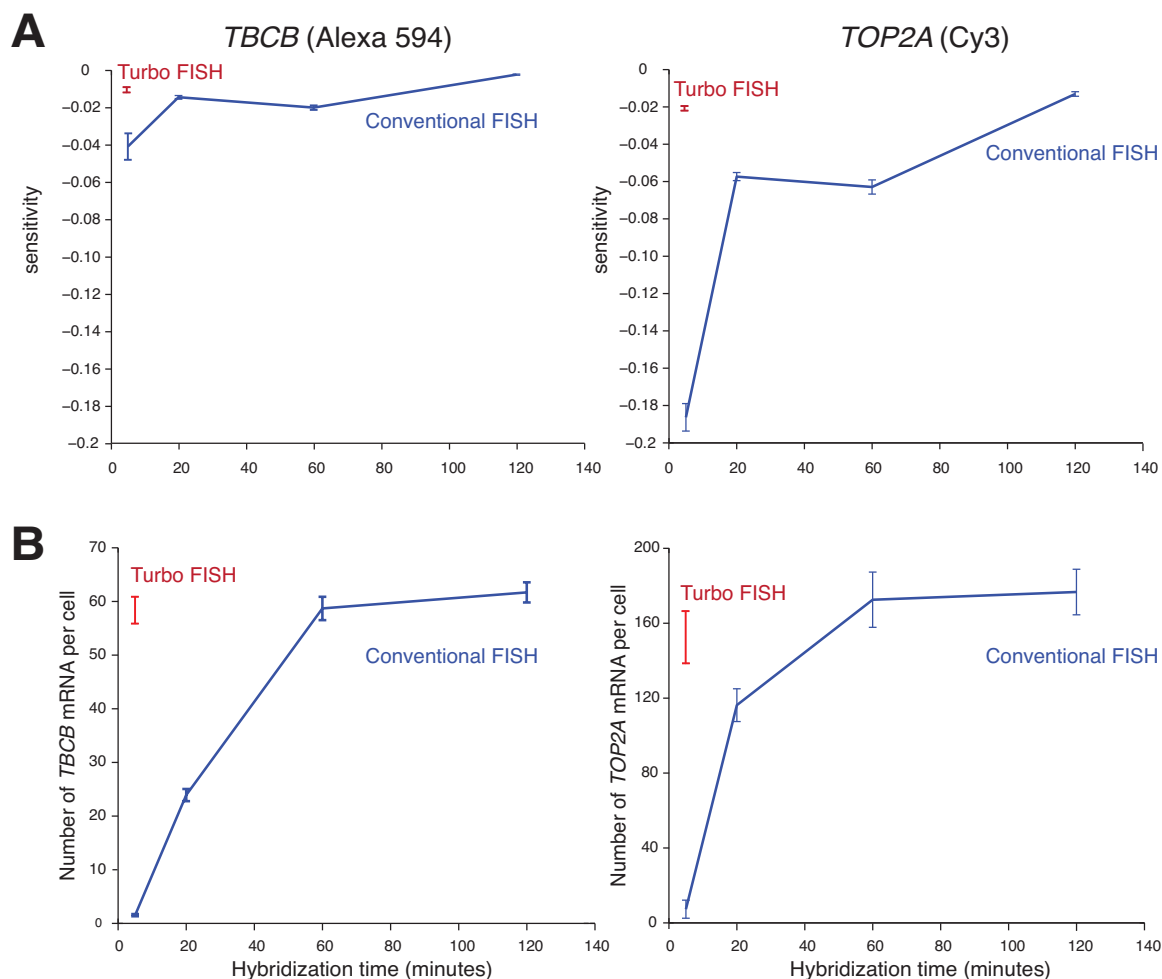 A
TBCB (Alexa 594)
TOP2A (Cy3)
0
−0.02
−0.04
−0.06
−0.08
−0.10
−0.12
−0.14
−0.16
−0.18
−0.2
sensitivity
Turbo FISH
Conventional FISH
0 20 40 60 80 100 120 140
0
−0.02
−0.04
−0.06
−0.08
−0.10
−0.12
−0.14
−0.16
−0.18
−0.2
sensitivity
Turbo FISH
Conventional FISH
0 20 40 60 80 100 120 140
B
70
60
50
40
30
20
10
0
Number of TBCB mRNA per cell
Turbo FISH
Conventional FISH
0 20 40 60 80 100 120 140
Hybridization time (minutes)
200
160
120
80
40
0
Number of TOP2A mRNA per cell
Turbo FISH
Conventional FISH
0 20 40 60 80 100 120 140
Hybridization time (minutes)